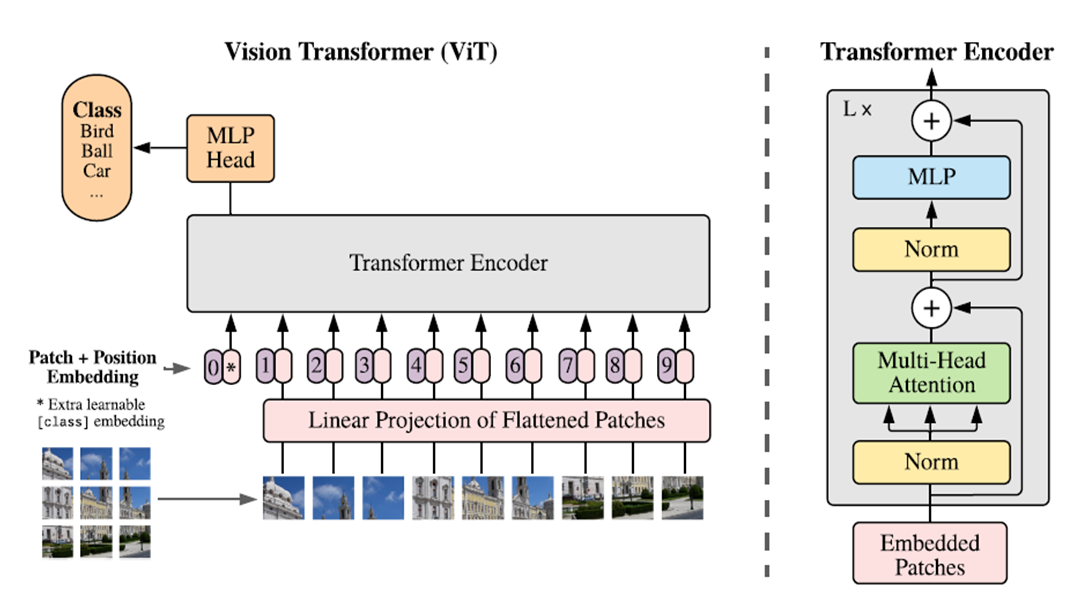 Vision Transformer (ViT)
Class
Bird
Ball
Car
...
MLP
Head
Transformer Encoder
Patch + Position
Embedding
0 * 1 2 3 4 5 6 7 8 9
* Extra learnable
[class] embedding
Linear Projection of Flattened Patches
Transformer Encoder
L x
+
MLP
Norm
+
Multi-Head
Attention
Norm
Embedded
Patches